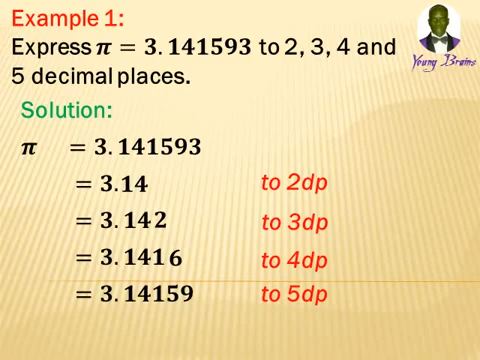 Example 1:
Express π = 3.141593 to 2, 3, 4 and
5 decimal places.
Young Brains
Solution:
π = 3.141593
= 3.14 to 2dp
= 3.142 to 3dp
= 3.1416 to 4dp
= 3.14159 to 5dp